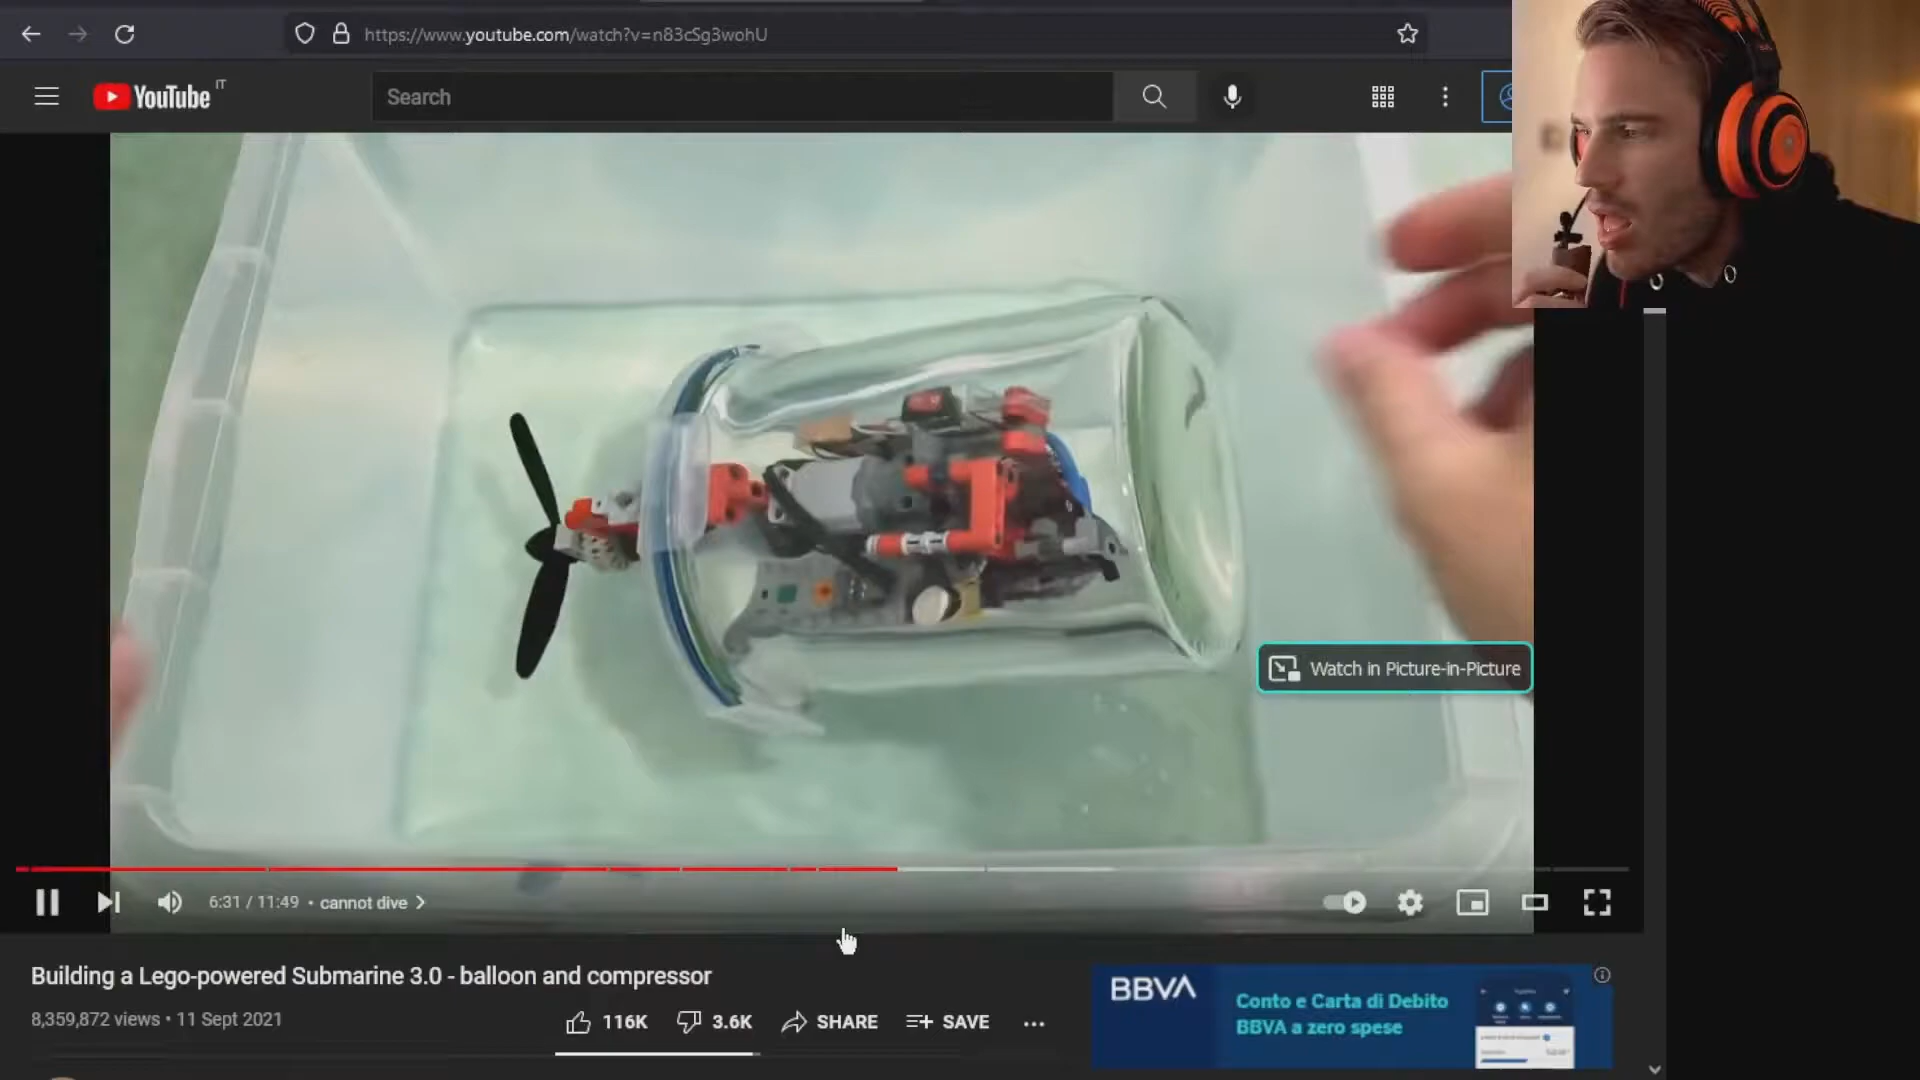 https://www.youtube.com/watch?v=n83cSg3wohU
YouTube IT
Search
Watch in Picture-in-Picture
6:31 / 11:49 • cannot dive
Building a Lego-powered Submarine 3.0 - balloon and compressor
8,359,872 views • 11 Sept 2021
116K
3.6K
SHARE
SAVE
BBVA
Conto e Carta di Debito
BBVA a zero spese